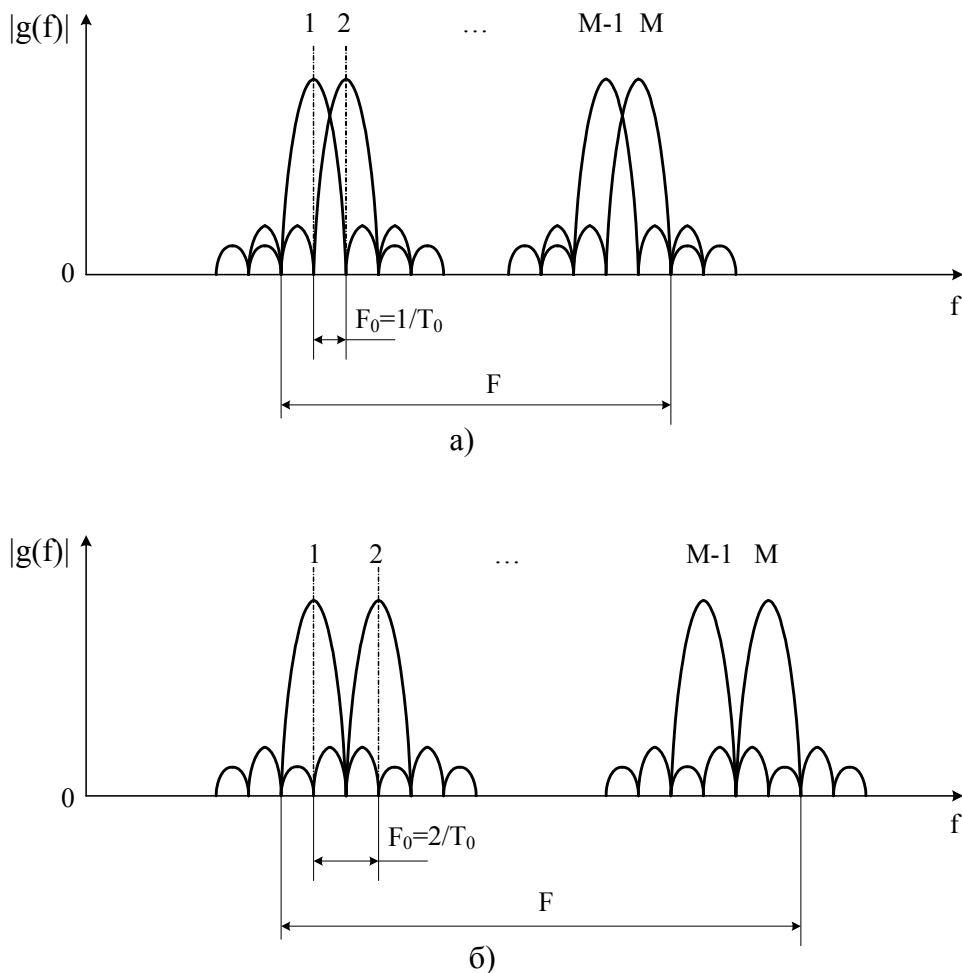 |g(f)|
1 2 … M-1 M
0
f
F₀=1/T₀
F
а)
|g(f)|
1 2 … M-1 M
0
f
F₀=2/T₀
F
б)